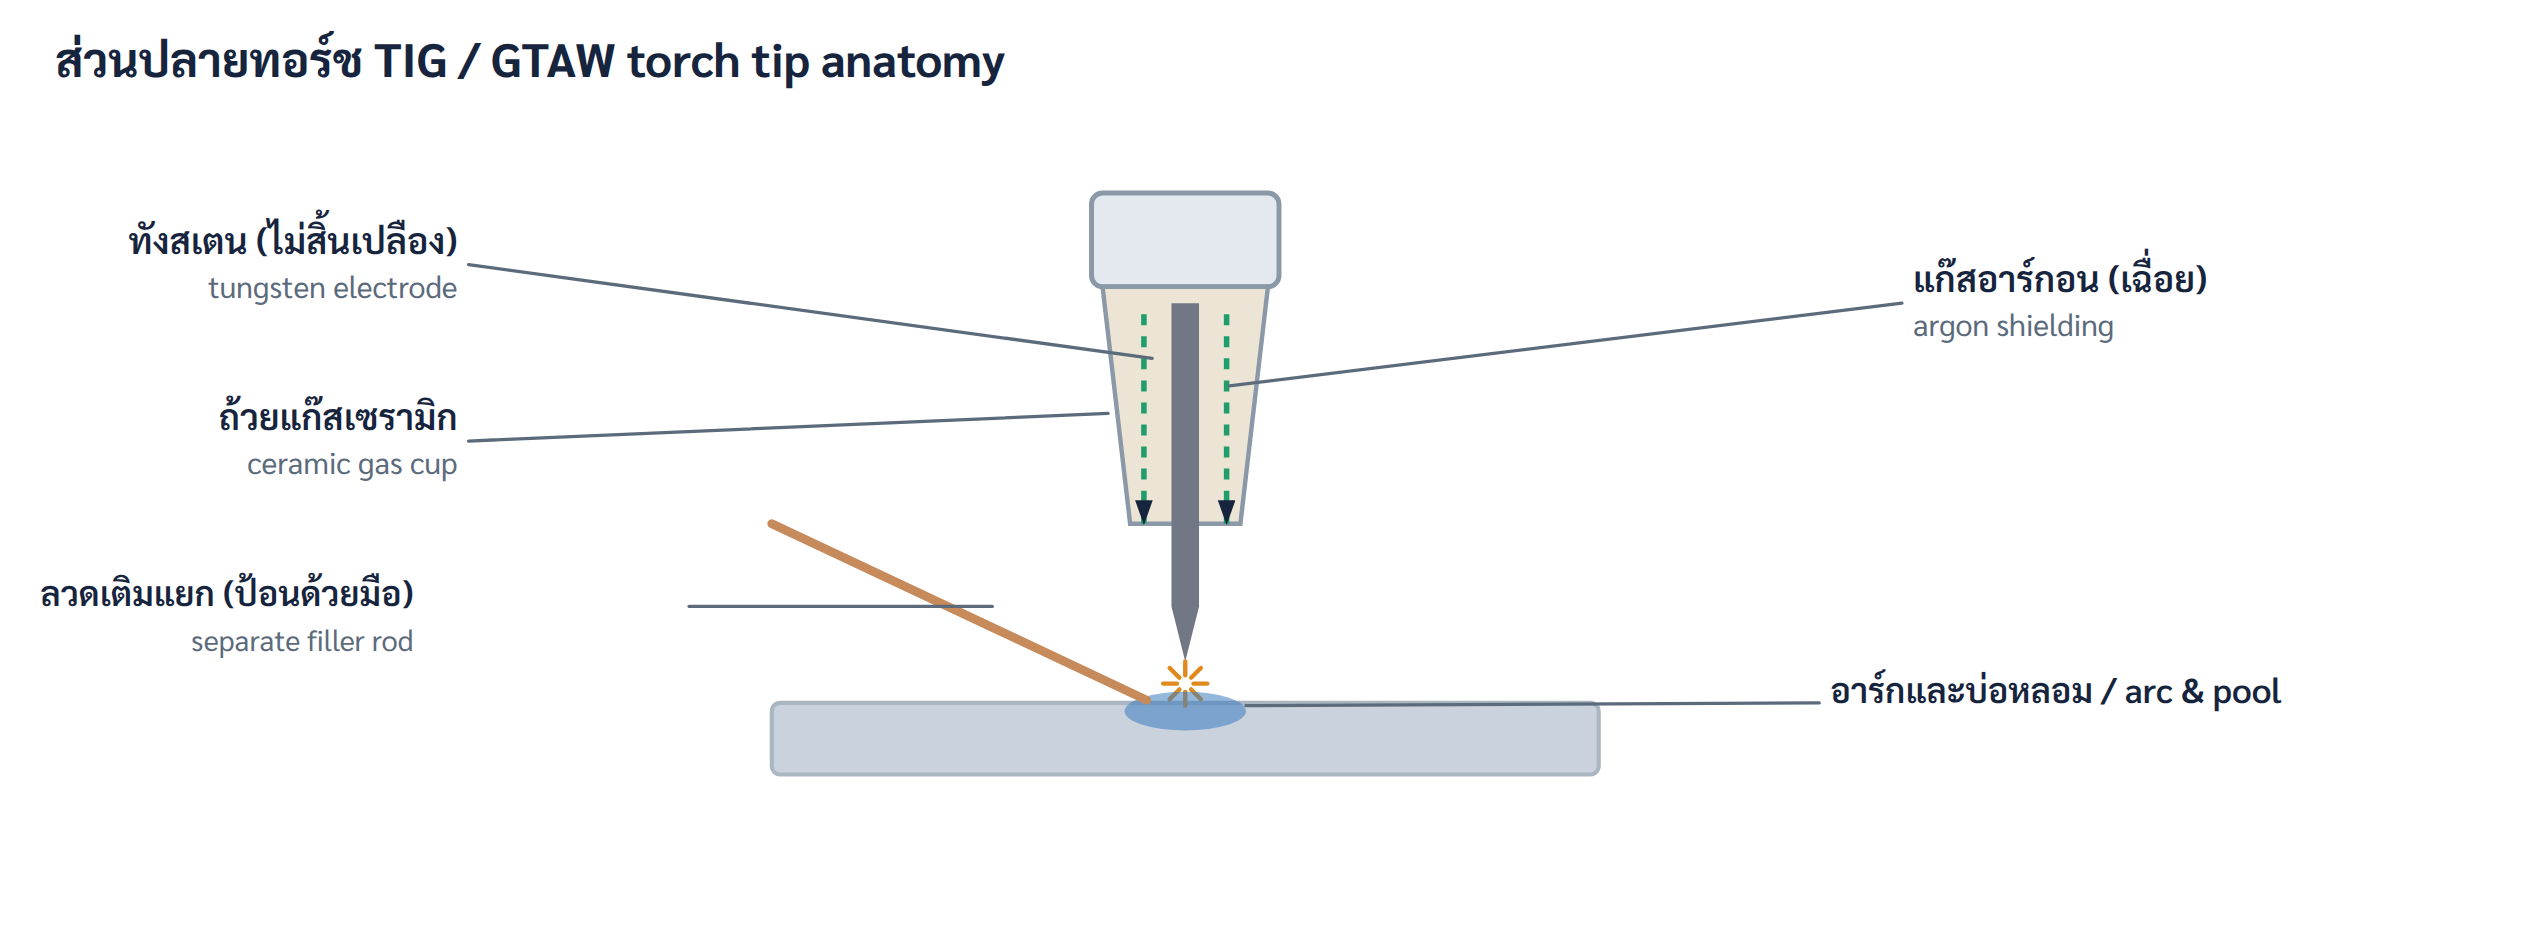 ส่วนปลายทอร์ช TIG / GTAW torch tip anatomy
ทังสเตน (ไม่สิ้นเปลือง)
tungsten electrode
แก๊สอาร์กอน (เฉื่อย)
argon shielding
ถ้วยแก๊สเซรามิก
ceramic gas cup
ลวดเติมแยก (ป้อนด้วยมือ)
separate filler rod
อาร์กและบ่อหลอม / arc & pool